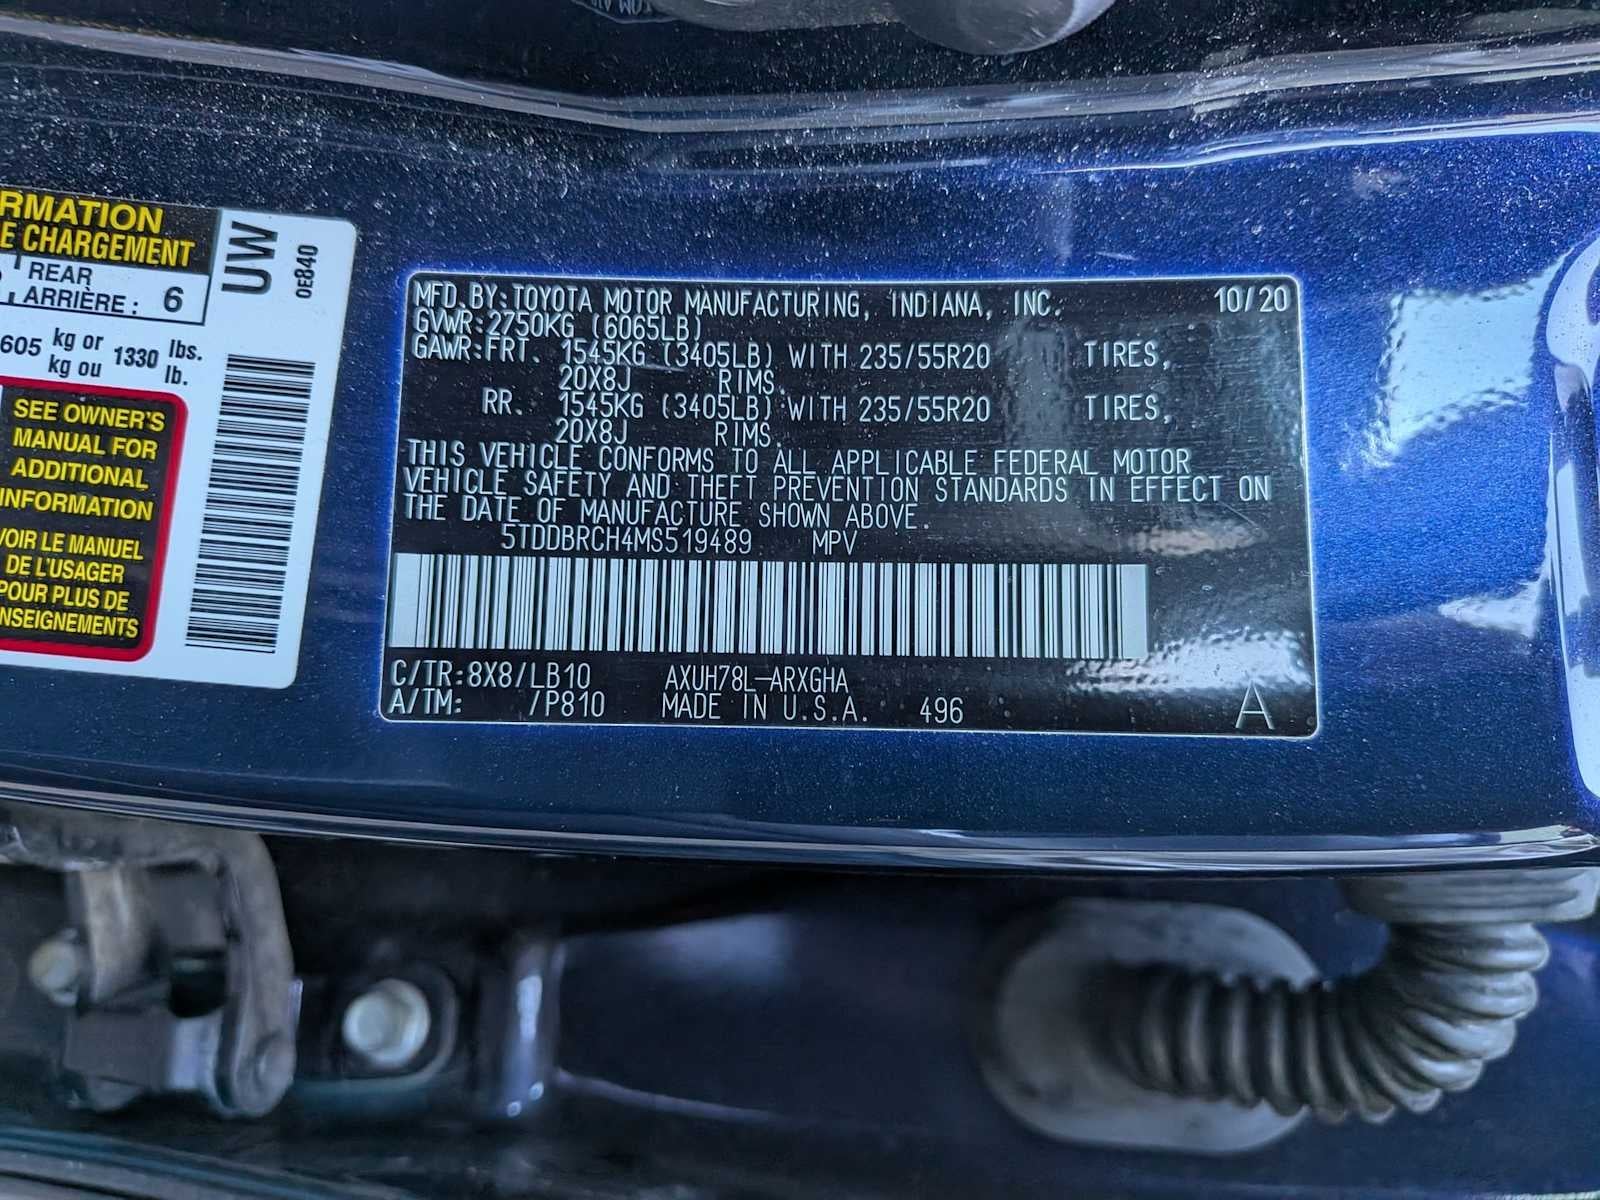 RMATION
E CHARGEMENT
REAR
ARRIÈRE : 6
605 kg or 1330 lbs.
kg ou lb.
SEE OWNER'S
MANUAL FOR
ADDITIONAL
INFORMATION
VOIR LE MANUEL
DE L'USAGER
POUR PLUS DE
NSEIGNEMENTS
UW
0E840
MFD.BY:TOYOTA MOTOR MANUFACTURING, INDIANA, INC. 10/20
GVWR:2750KG (6065LB)
GAWR:FRT. 1545KG (3405LB) WITH 235/55R20 TIRES,
20X8J RIMS.
RR. 1545KG (3405LB) WITH 235/55R20 TIRES,
20X8J RIMS.
THIS VEHICLE CONFORMS TO ALL APPLICABLE FEDERAL MOTOR
VEHICLE SAFETY AND THEFT PREVENTION STANDARDS IN EFFECT ON
THE DATE OF MANUFACTURE SHOWN ABOVE.
5TDDBRCH4MS519489 MPV
C/TR:8X8/LB10 AXUH78L-ARXGHA
A/TM: /P810 MADE IN U.S.A. 496 A